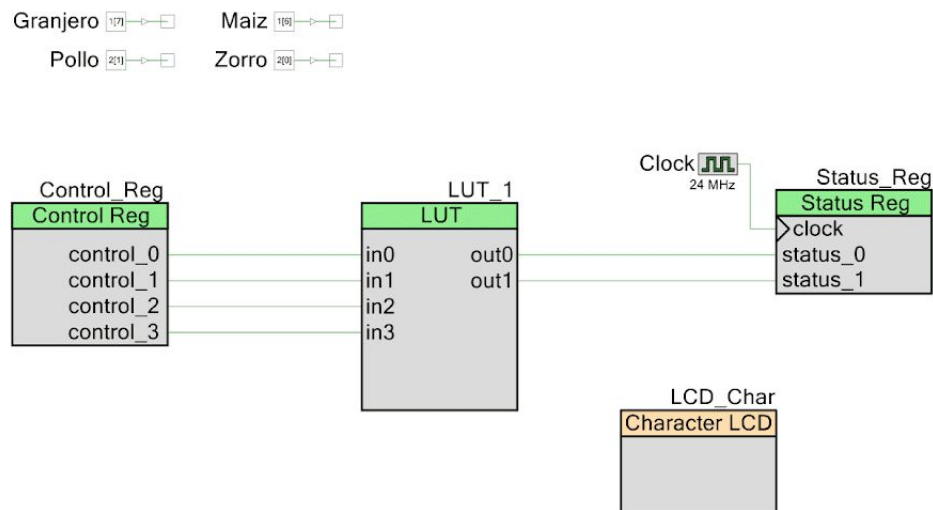 Granjero 1[7] Maiz 1[6]
Pollo 2[1] Zorro 2[0]
Clock
24 MHz
Control_Reg
Control Reg
control_0
control_1
control_2
control_3
LUT_1
LUT
in0 out0
in1 out1
in2
in3
Status_Reg
Status Reg
clock
status_0
status_1
LCD_Char
Character LCD